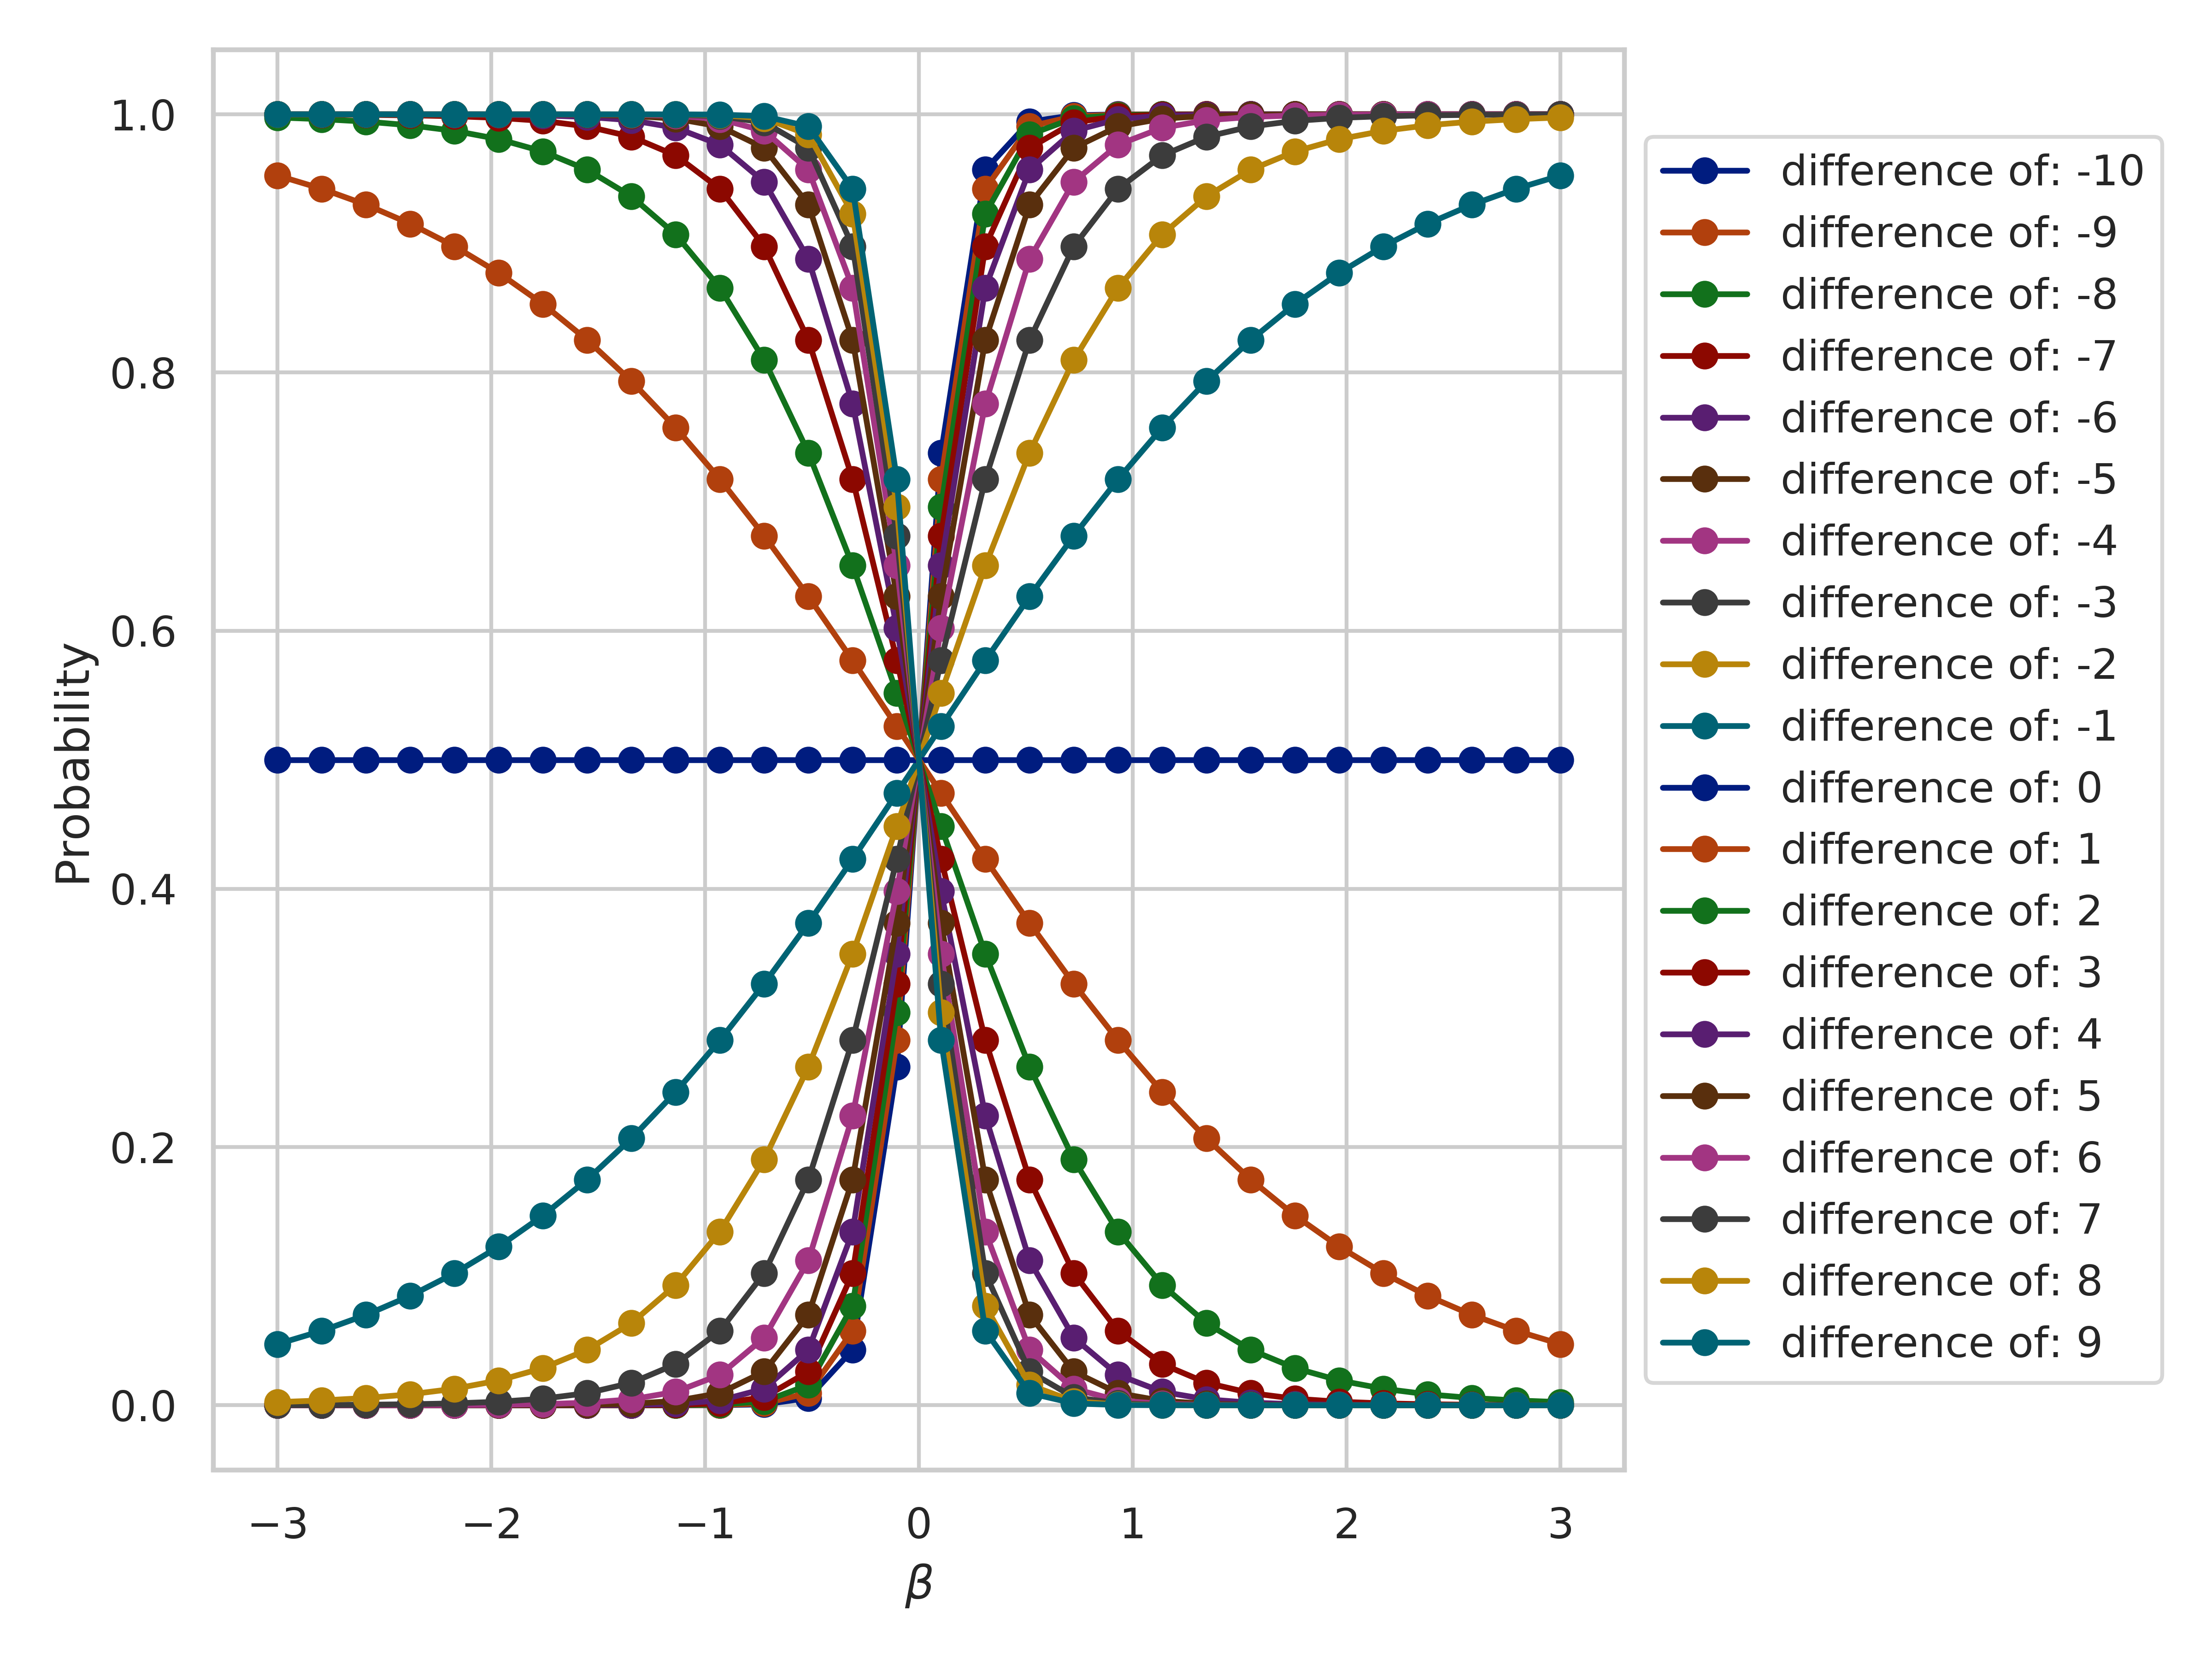 1.0
0.8
0.6
0.4
0.2
0.0
Probability
−3 −2 −1 0 1 2 3
β
difference of: -10
difference of: -9
difference of: -8
difference of: -7
difference of: -6
difference of: -5
difference of: -4
difference of: -3
difference of: -2
difference of: -1
difference of: 0
difference of: 1
difference of: 2
difference of: 3
difference of: 4
difference of: 5
difference of: 6
difference of: 7
difference of: 8
difference of: 9